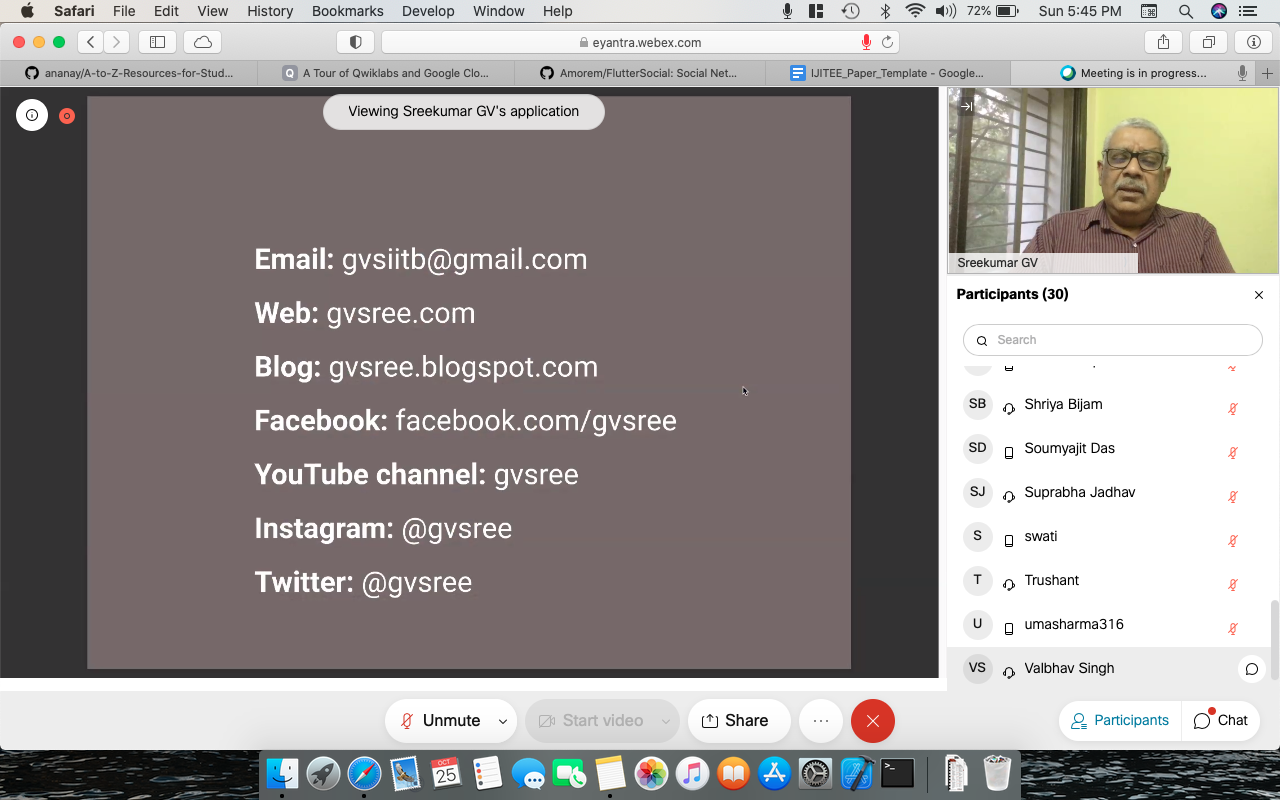 Safari File Edit View History Bookmarks Develop Window Help 72% Sun 5:45 PM
eyantra.webex.com
ananay/A-to-Z-Resources-for-Stud... Q A Tour of Qwiklabs and Google Clo... Amorem/FlutterSocial: Social Net... IJITEE_Paper_Template - Google... Meeting is in progress...
Viewing Sreekumar GV's application
Email: gvsiitb@gmail.com
Web: gvsree.com
Blog: gvsree.blogspot.com
Facebook: facebook.com/gvsree
YouTube channel: gvsree
Instagram: @gvsree
Twitter: @gvsree
Sreekumar GV
Participants (30)
Search
SB Shriya Bijam
SD Soumyajit Das
SJ Suprabha Jadhav
S swati
T Trushant
U umasharma316
VS Valbhav Singh
Unmute Start video Share Participants Chat
OCT
25